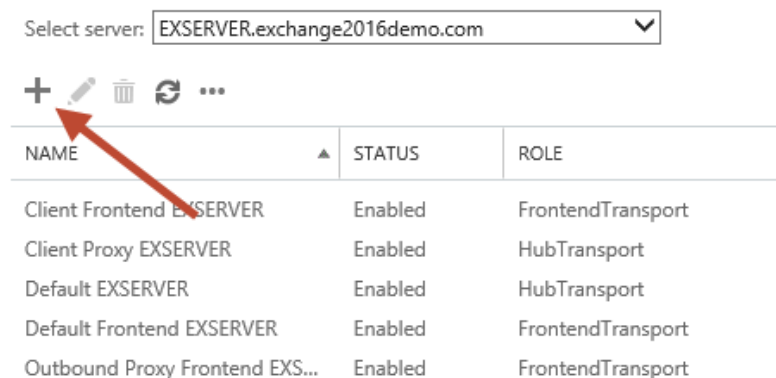 Select server: EXSERVER.exchange2016demo.com
NAME STATUS ROLE
Client Frontend EXSERVER Enabled FrontendTransport
Client Proxy EXSERVER Enabled HubTransport
Default EXSERVER Enabled HubTransport
Default Frontend EXSERVER Enabled FrontendTransport
Outbound Proxy Frontend EXS... Enabled FrontendTransport